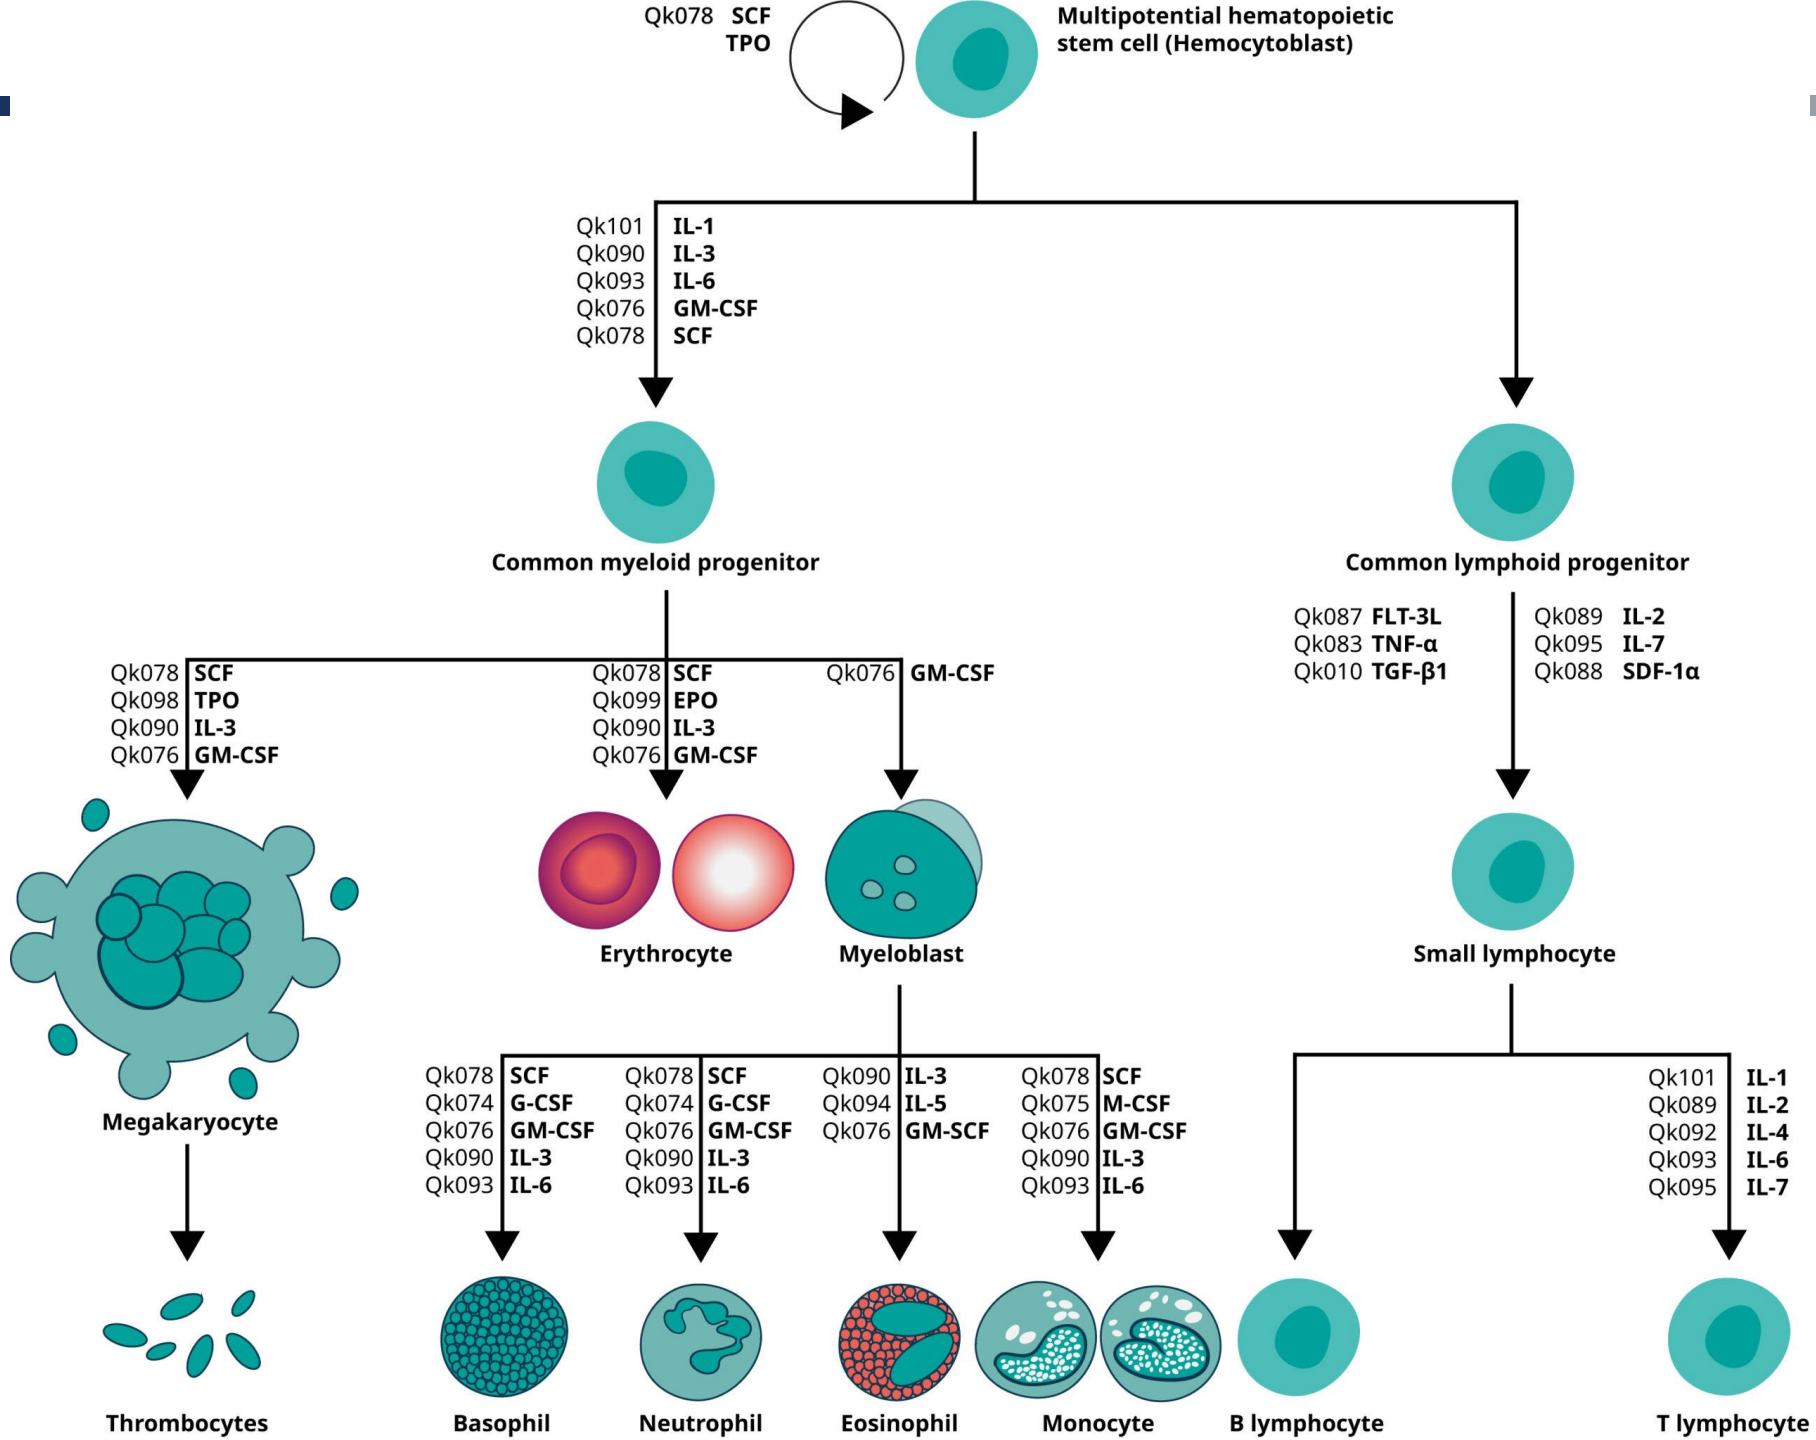 Qk078 SCF
TPO
Multipotential hematopoietic
stem cell (Hemocytoblast)
Qk101 IL-1
Qk090 IL-3
Qk093 IL-6
Qk076 GM-CSF
Qk078 SCF
Common myeloid progenitor
Common lymphoid progenitor
Qk078 SCF
Qk098 TPO
Qk090 IL-3
Qk076 GM-CSF
Qk078 SCF
Qk099 EPO
Qk090 IL-3
Qk076 GM-CSF
Qk076 GM-CSF
Qk087 FLT-3L
Qk083 TNF-α
Qk010 TGF-β1
Qk089 IL-2
Qk095 IL-7
Qk088 SDF-1α
Megakaryocyte
Erythrocyte
Myeloblast
Small lymphocyte
Qk078 SCF
Qk074 G-CSF
Qk076 GM-CSF
Qk090 IL-3
Qk093 IL-6
Qk078 SCF
Qk074 G-CSF
Qk076 GM-CSF
Qk090 IL-3
Qk093 IL-6
Qk090 IL-3
Qk094 IL-5
Qk076 GM-SCF
Qk078 SCF
Qk075 M-CSF
Qk076 GM-CSF
Qk090 IL-3
Qk093 IL-6
Qk101 IL-1
Qk089 IL-2
Qk092 IL-4
Qk093 IL-6
Qk095 IL-7
Thrombocytes
Basophil
Neutrophil
Eosinophil
Monocyte
B lymphocyte
T lymphocyte